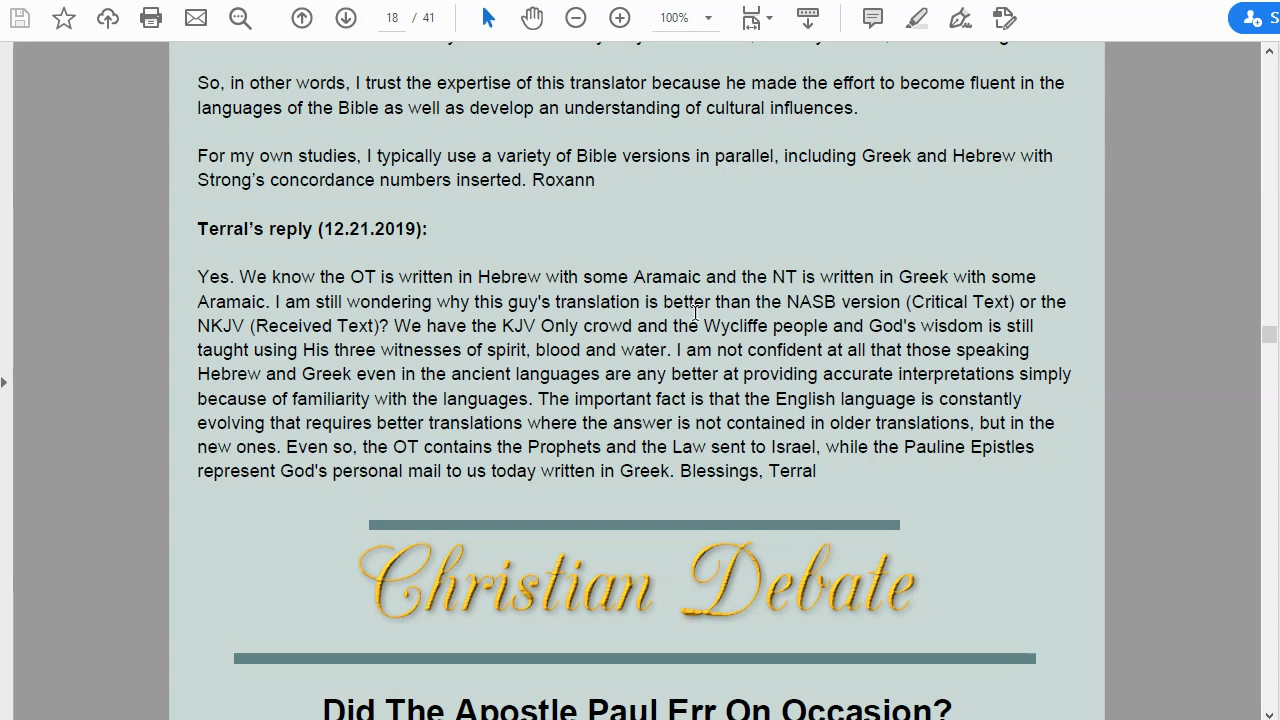 18 / 41
100%
S
So, in other words, I trust the expertise of this translator because he made the effort to become fluent in the
languages of the Bible as well as develop an understanding of cultural influences.
For my own studies, I typically use a variety of Bible versions in parallel, including Greek and Hebrew with
Strong’s concordance numbers inserted. Roxann
Terral’s reply (12.21.2019):
Yes. We know the OT is written in Hebrew with some Aramaic and the NT is written in Greek with some
Aramaic. I am still wondering why this guy's translation is better than the NASB version (Critical Text) or the
NKJV (Received Text)? We have the KJV Only crowd and the Wycliffe people and God's wisdom is still
taught using His three witnesses of spirit, blood and water. I am not confident at all that those speaking
Hebrew and Greek even in the ancient languages are any better at providing accurate interpretations simply
because of familiarity with the languages. The important fact is that the English language is constantly
evolving that requires better translations where the answer is not contained in older translations, but in the
new ones. Even so, the OT contains the Prophets and the Law sent to Israel, while the Pauline Epistles
represent God's personal mail to us today written in Greek. Blessings, Terral
Christian Debate
Did The Apostle Paul Err On Occasion?